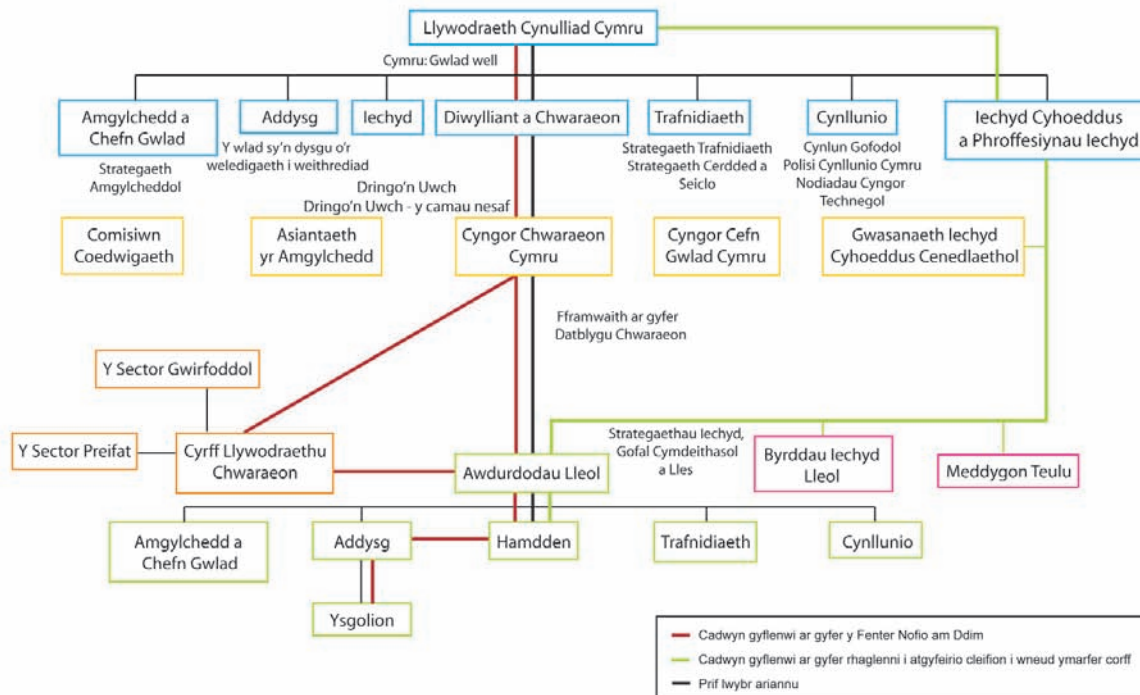 Llywodraeth Cynulliad Cymru
Cymru: Gwlad well
Amgylchedd a
Chefn Gwlad
Strategaeth
Amgylcheddol
Addysg
Y wlad sy'n dysgu o'r
weledigaeth i weithrediad
Iechyd
Diwylliant a Chwaraeon
Trafnidiaeth
Strategaeth Trafnidiaeth
Strategaeth Cerdded a
Seiclo
Cynllunio
Cynlun Gofodol
Polisi Cynllunio Cymru
Nodiadau Cyngor
Technegol
Iechyd Cyhoeddus
a Phroffesiynau Iechyd
Dringo'n Uwch
Dringo'n Uwch - y camau nesaf
Comisiwn
Coedwigaeth
Asiantaeth
yr Amgylchedd
Cyngor Chwaraeon
Cymru
Cyngor Cefn
Gwlad Cymru
Gwasanaeth Iechyd
Cyhoeddus Cenedlaethol
Fframwaith ar gyfer
Datblygu Chwaraeon
Y Sector Gwirfoddol
Y Sector Preifat
Cyrff Llywodraethu
Chwaraeon
Awdurdodau Lleol
Strategaethau Iechyd,
Gofal Cymdeithasol
a Lles
Byrddau Iechyd
Lleol
Meddygon Teulu
Amgylchedd a
Chefn Gwlad
Addysg
Hamdden
Trafnidiaeth
Cynllunio
Ysgolion
Cadwyn gyflenwi ar gyfer y Fenter Nofio am Ddim
Cadwyn gyflenwi ar gyfer rhaglenni i atgyfeirio cleifion i wneud ymarfer corff
Prif lwybr ariannu